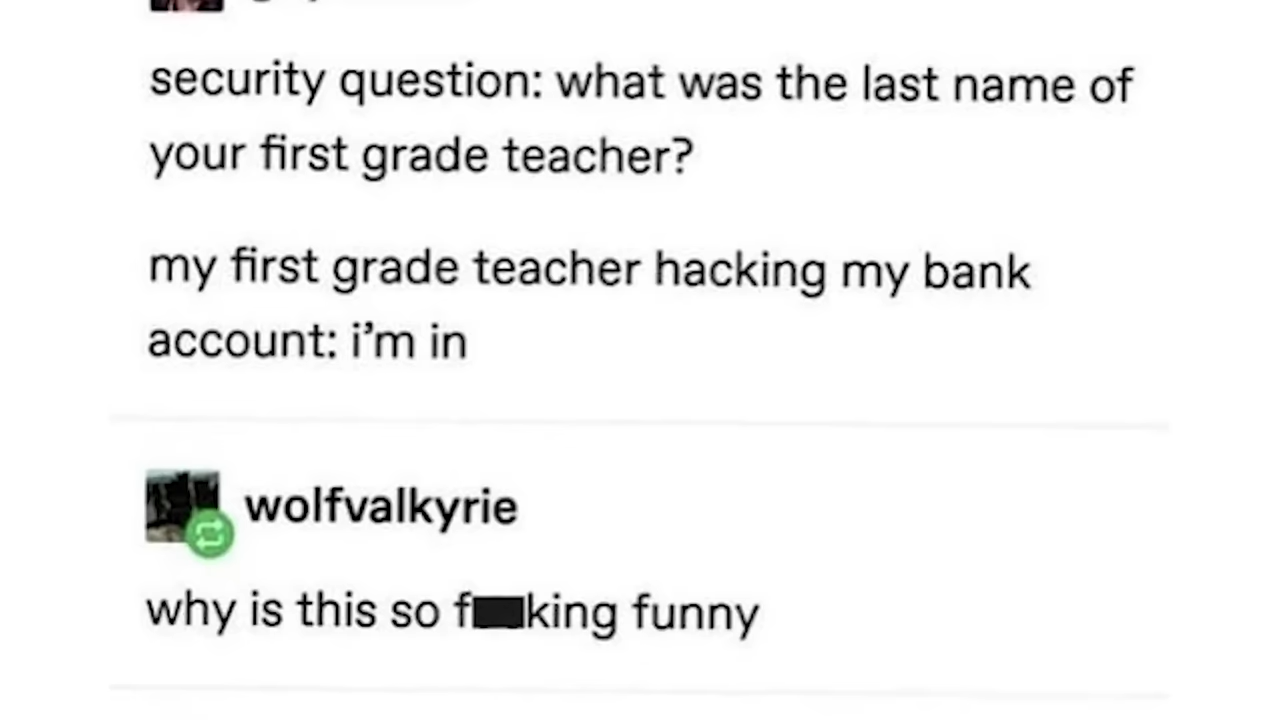 security question: what was the last name of
your first grade teacher?
my first grade teacher hacking my bank
account: i'm in
wolfvalkyrie
why is this so f██king funny